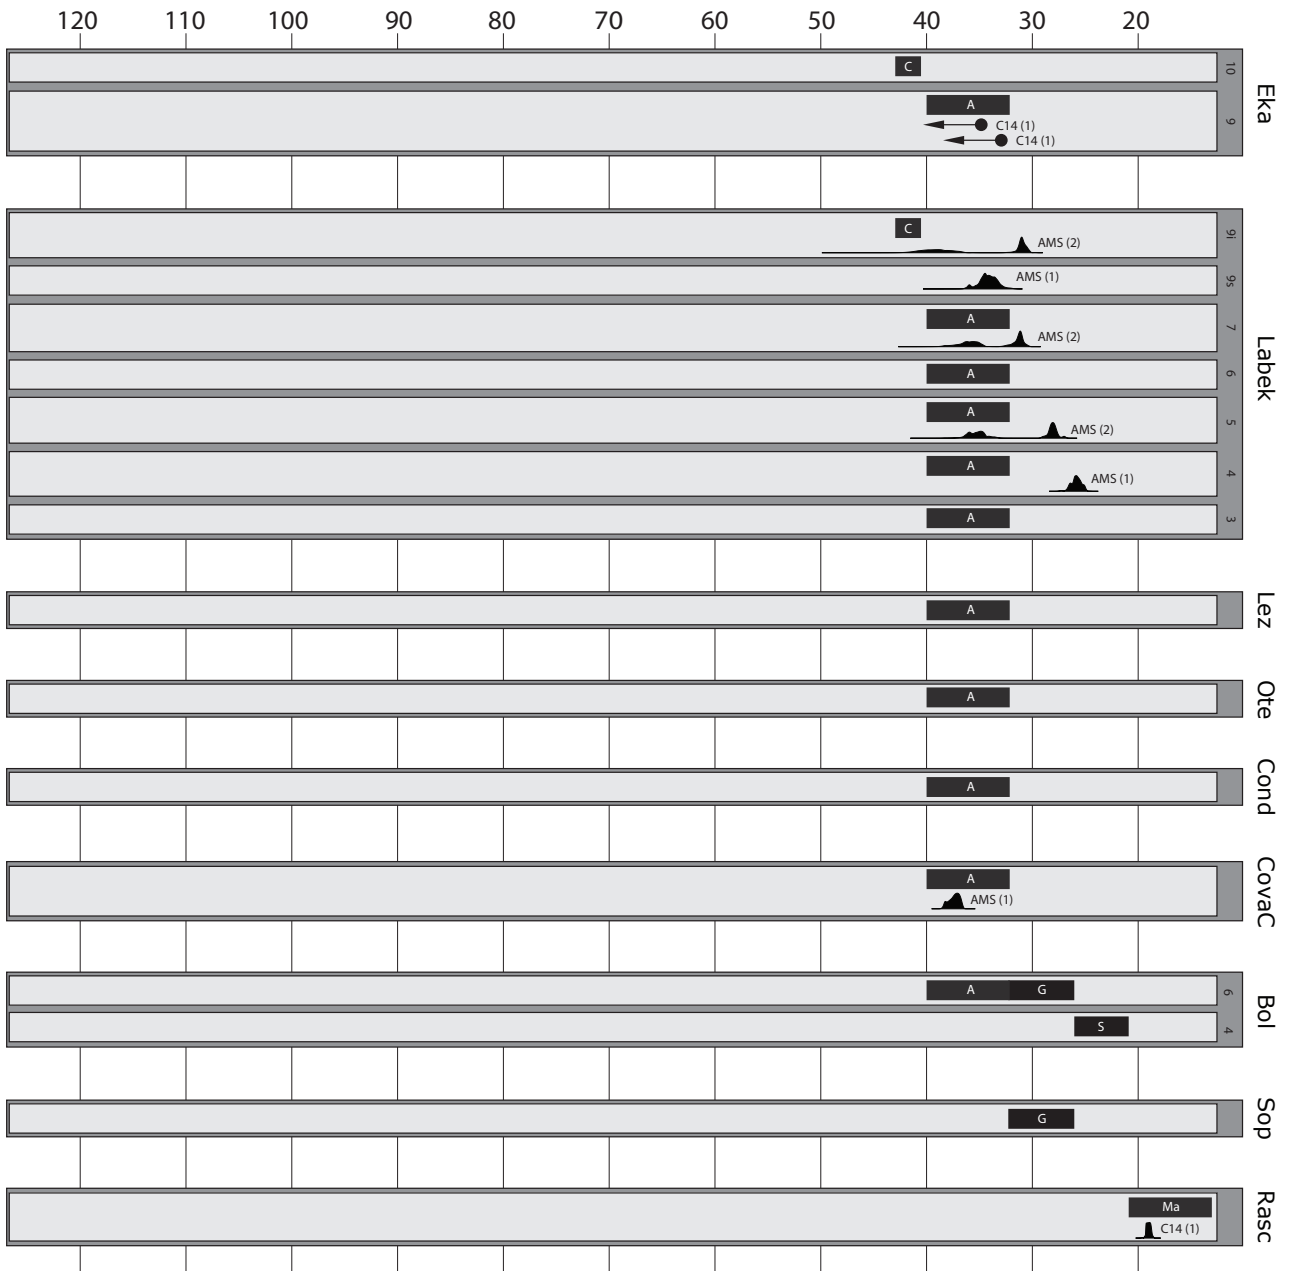 120 110 100 90 80 70 60 50 40 30 20
C 10
Eka
A 9
C14 (1)
C14 (1)
C 9i
AMS (2)
AMS (1) 9s
A 7
AMS (2)
Labek
A 6
A 5
AMS (2)
A 4
AMS (1)
A 3
A Lez
A Ote
A Cond
A CovaC
AMS (1)
A G 6
Bol
S 4
G Sop
Ma Rasc
C14 (1)